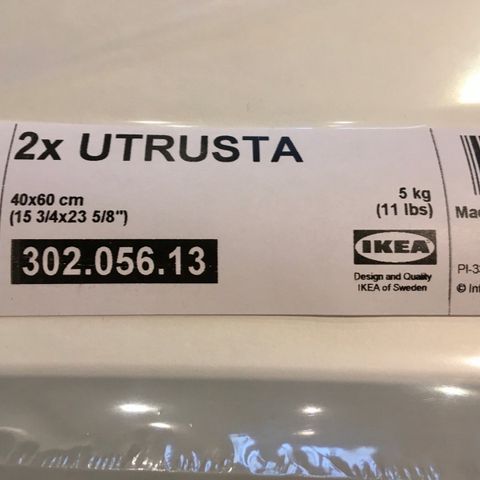 2x UTRUSTA
40x60 cm
(15 3/4x23 5/8")
302.056.13
5 kg
(11 lbs)
IKEA
Design and Quality
IKEA of Sweden